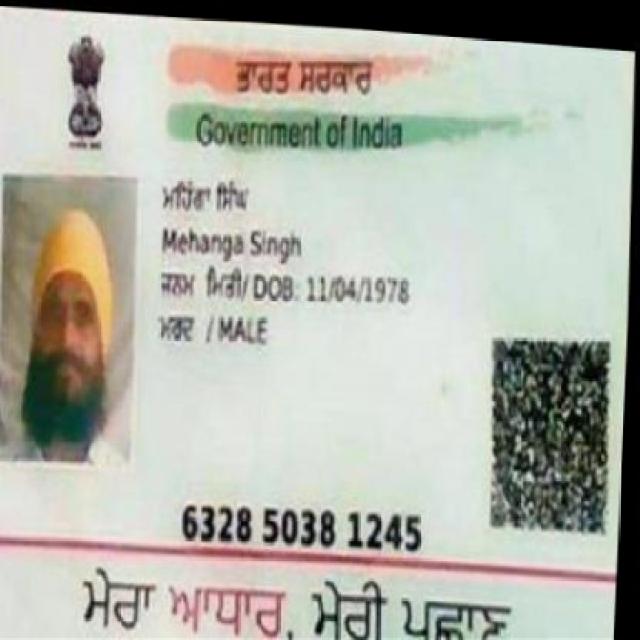 ਭਾਰਤ ਸਰਕਾਰ
Government of India
ਮਹਿੰਗਾ ਸਿੰਘ
Mehanga Singh
ਜਨਮ ਮਿਤੀ/ DOB: 11/04/1978
ਮਰਦ / MALE
6328 5038 1245
ਮੇਰਾ ਆਧਾਰ, ਮੇਰੀ ਪਛਾਣ